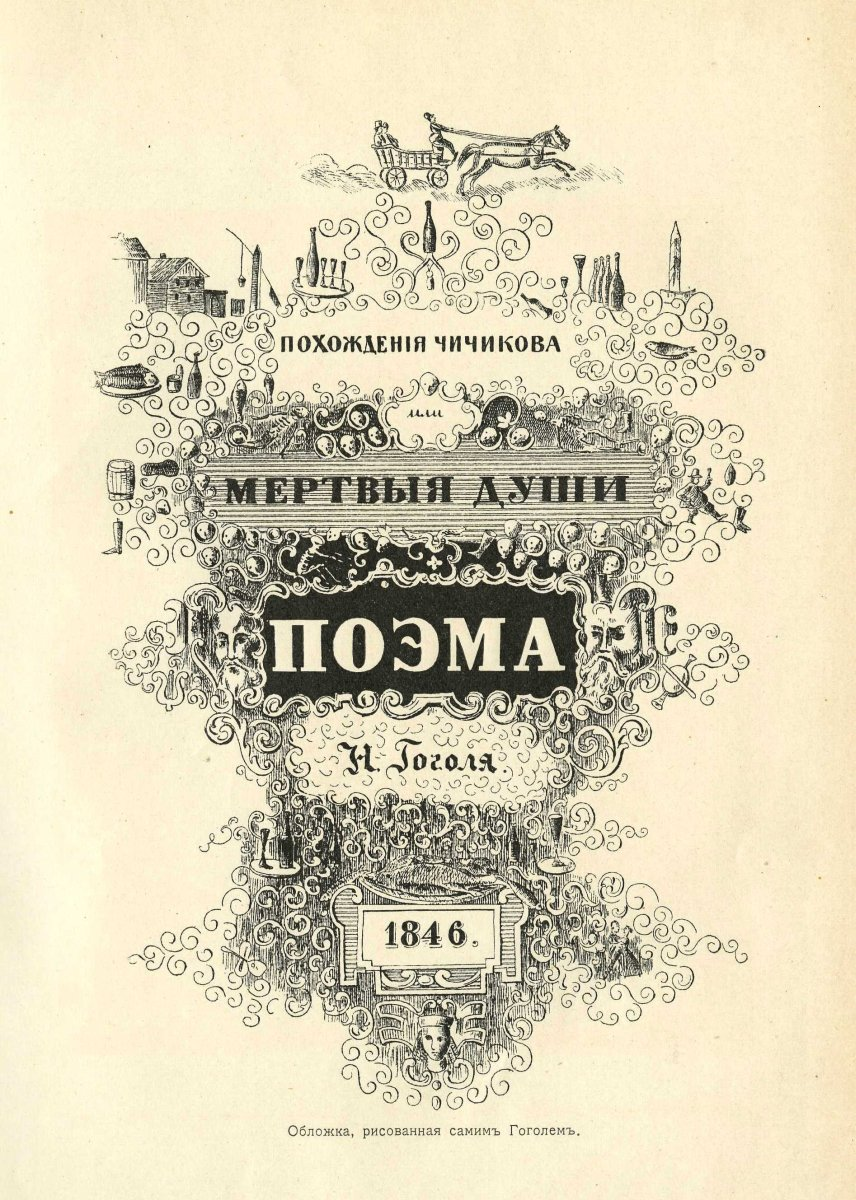 ПОХОЖДЕНІЯ ЧИЧИКОВА
или
МЕРТВЫЯ ДУШИ
ПОЭМА
Н. Гоголя.
1846.
Обложка, рисованная самимъ Гоголемъ.